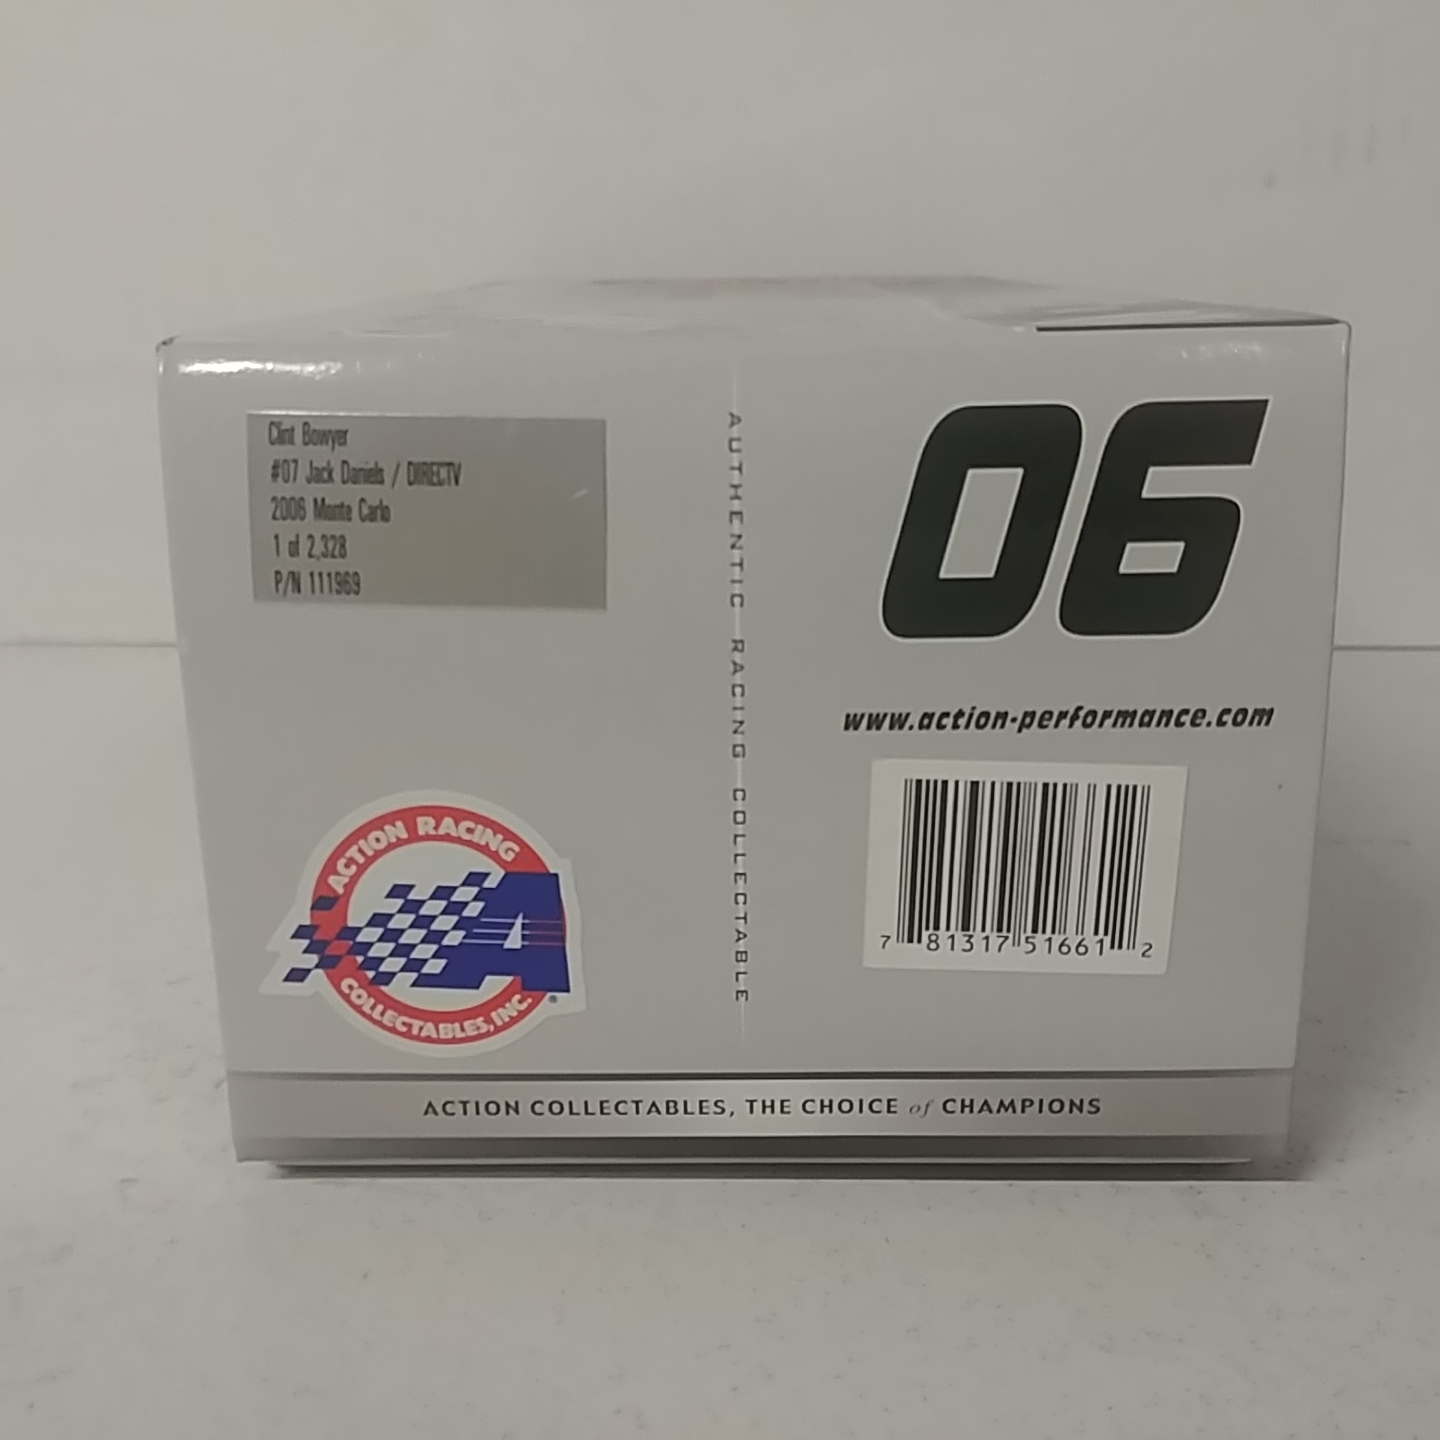 Clint Bowyer
#07 Jack Daniels / DIRECTV
2006 Monte Carlo
1 of 2,328
P/N 111969
AUTHENTIC RACING COLLECTABLE
06
www.action-performance.com
7 81317 51661 2
ACTION RACING
COLLECTABLES, INC.
®
ACTION COLLECTABLES, THE CHOICE of CHAMPIONS